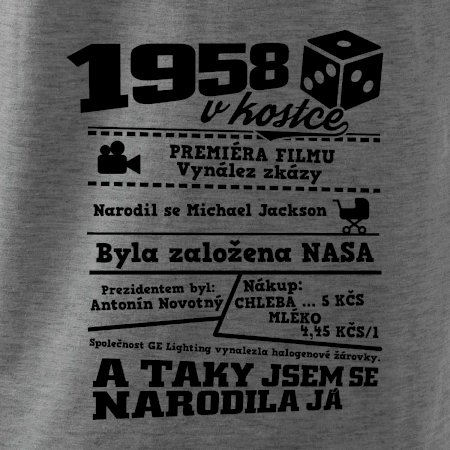 1958
v kostce
PREMIÉRA FILMU
Vynález zkázy
Narodil se Michael Jackson
Byla založena NASA
Prezidentem byl:
Antonín Novotný
Nákup:
CHLEBA ... 5 KČS
MLÉKO
4,45 KČS/l
Společnost GE Lighting vynalezla halogenové žárovky.
A TAKY JSEM SE
NARODILA JÁ